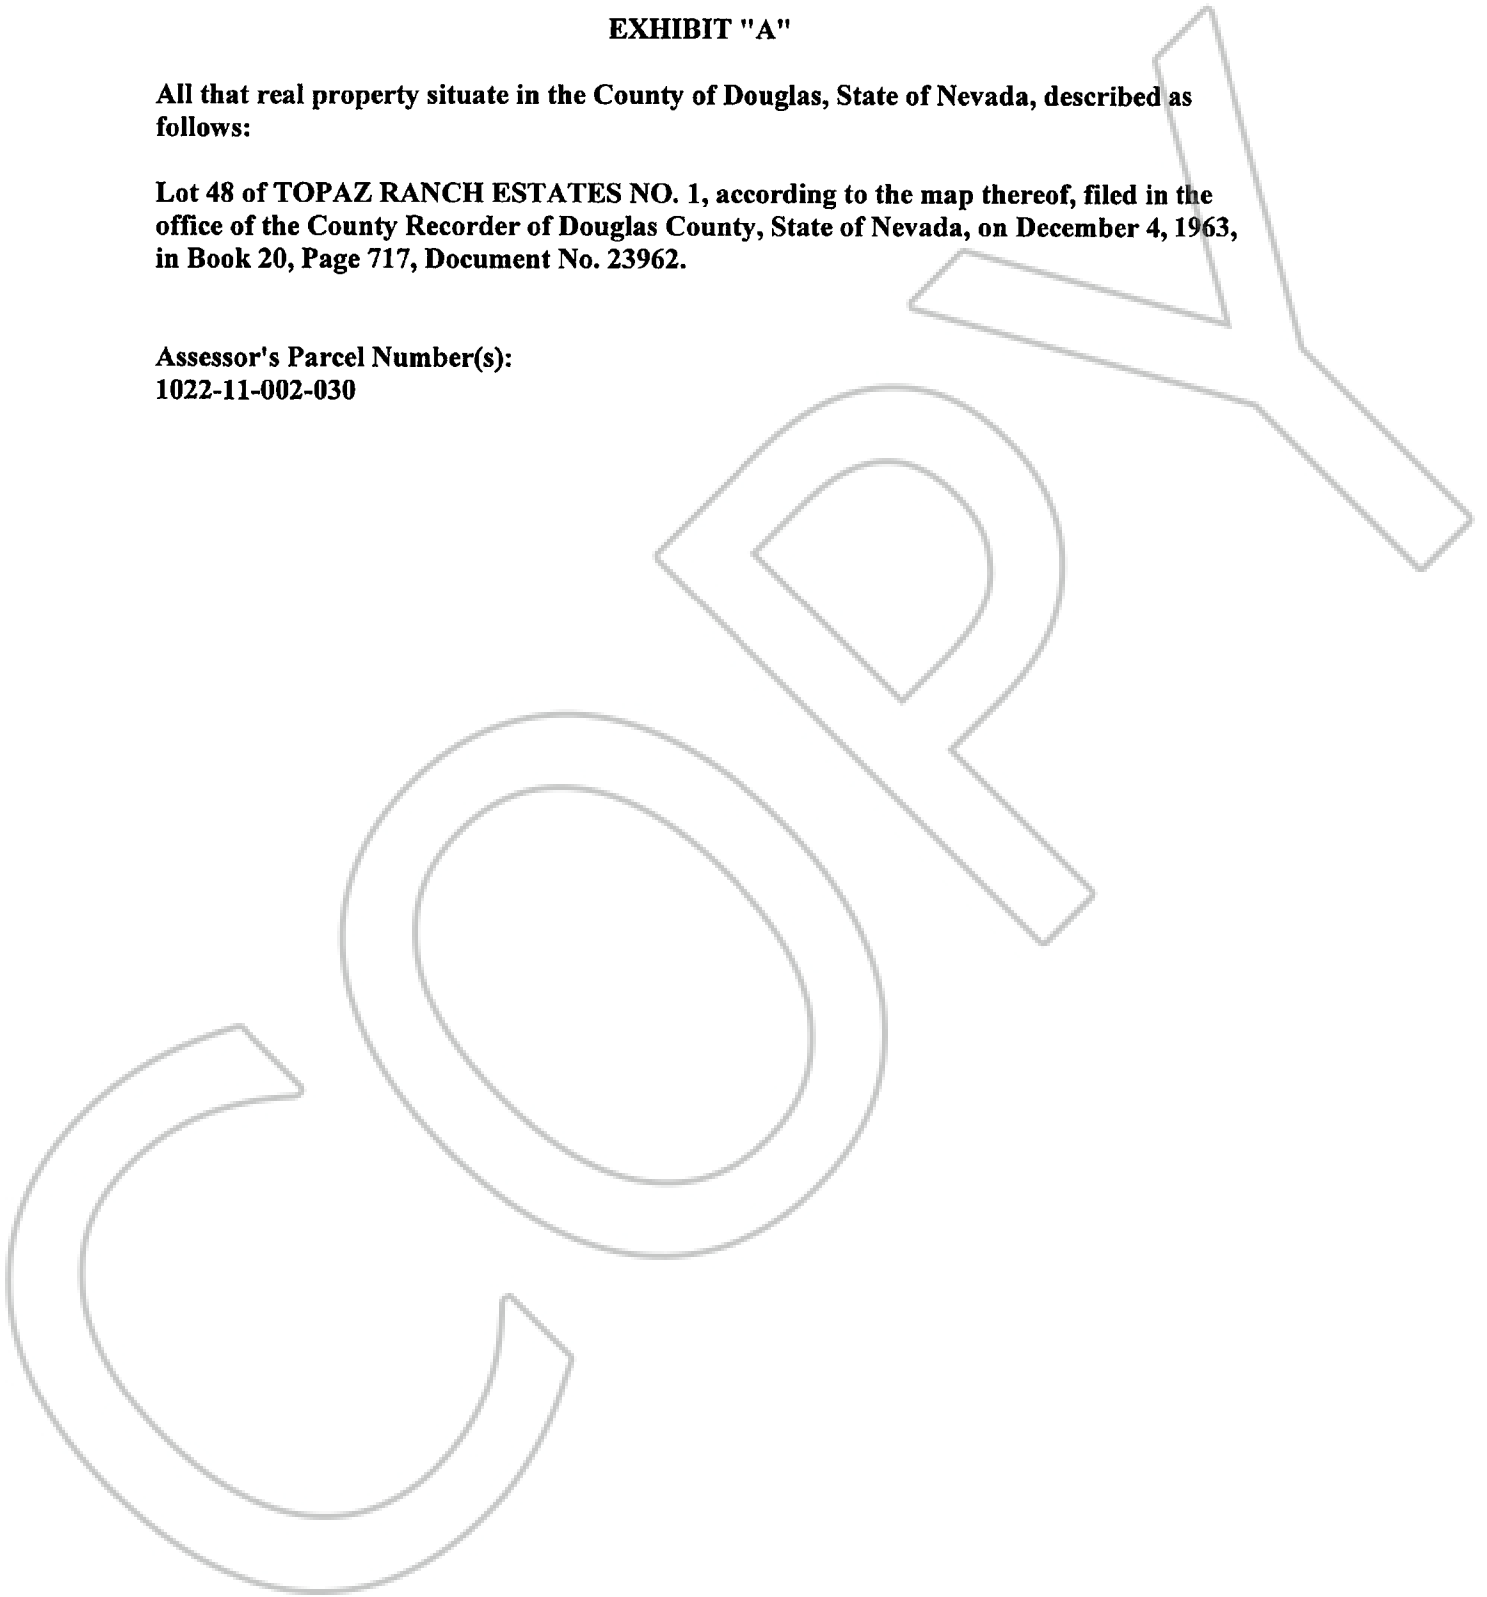 EXHIBIT "A"
All that real property situate in the County of Douglas, State of Nevada, described as
follows:
Lot 48 of TOPAZ RANCH ESTATES NO. 1, according to the map thereof, filed in the
office of the County Recorder of Douglas County, State of Nevada, on December 4, 1963,
in Book 20, Page 717, Document No. 23962.
Assessor's Parcel Number(s):
1022-11-002-030
COPY